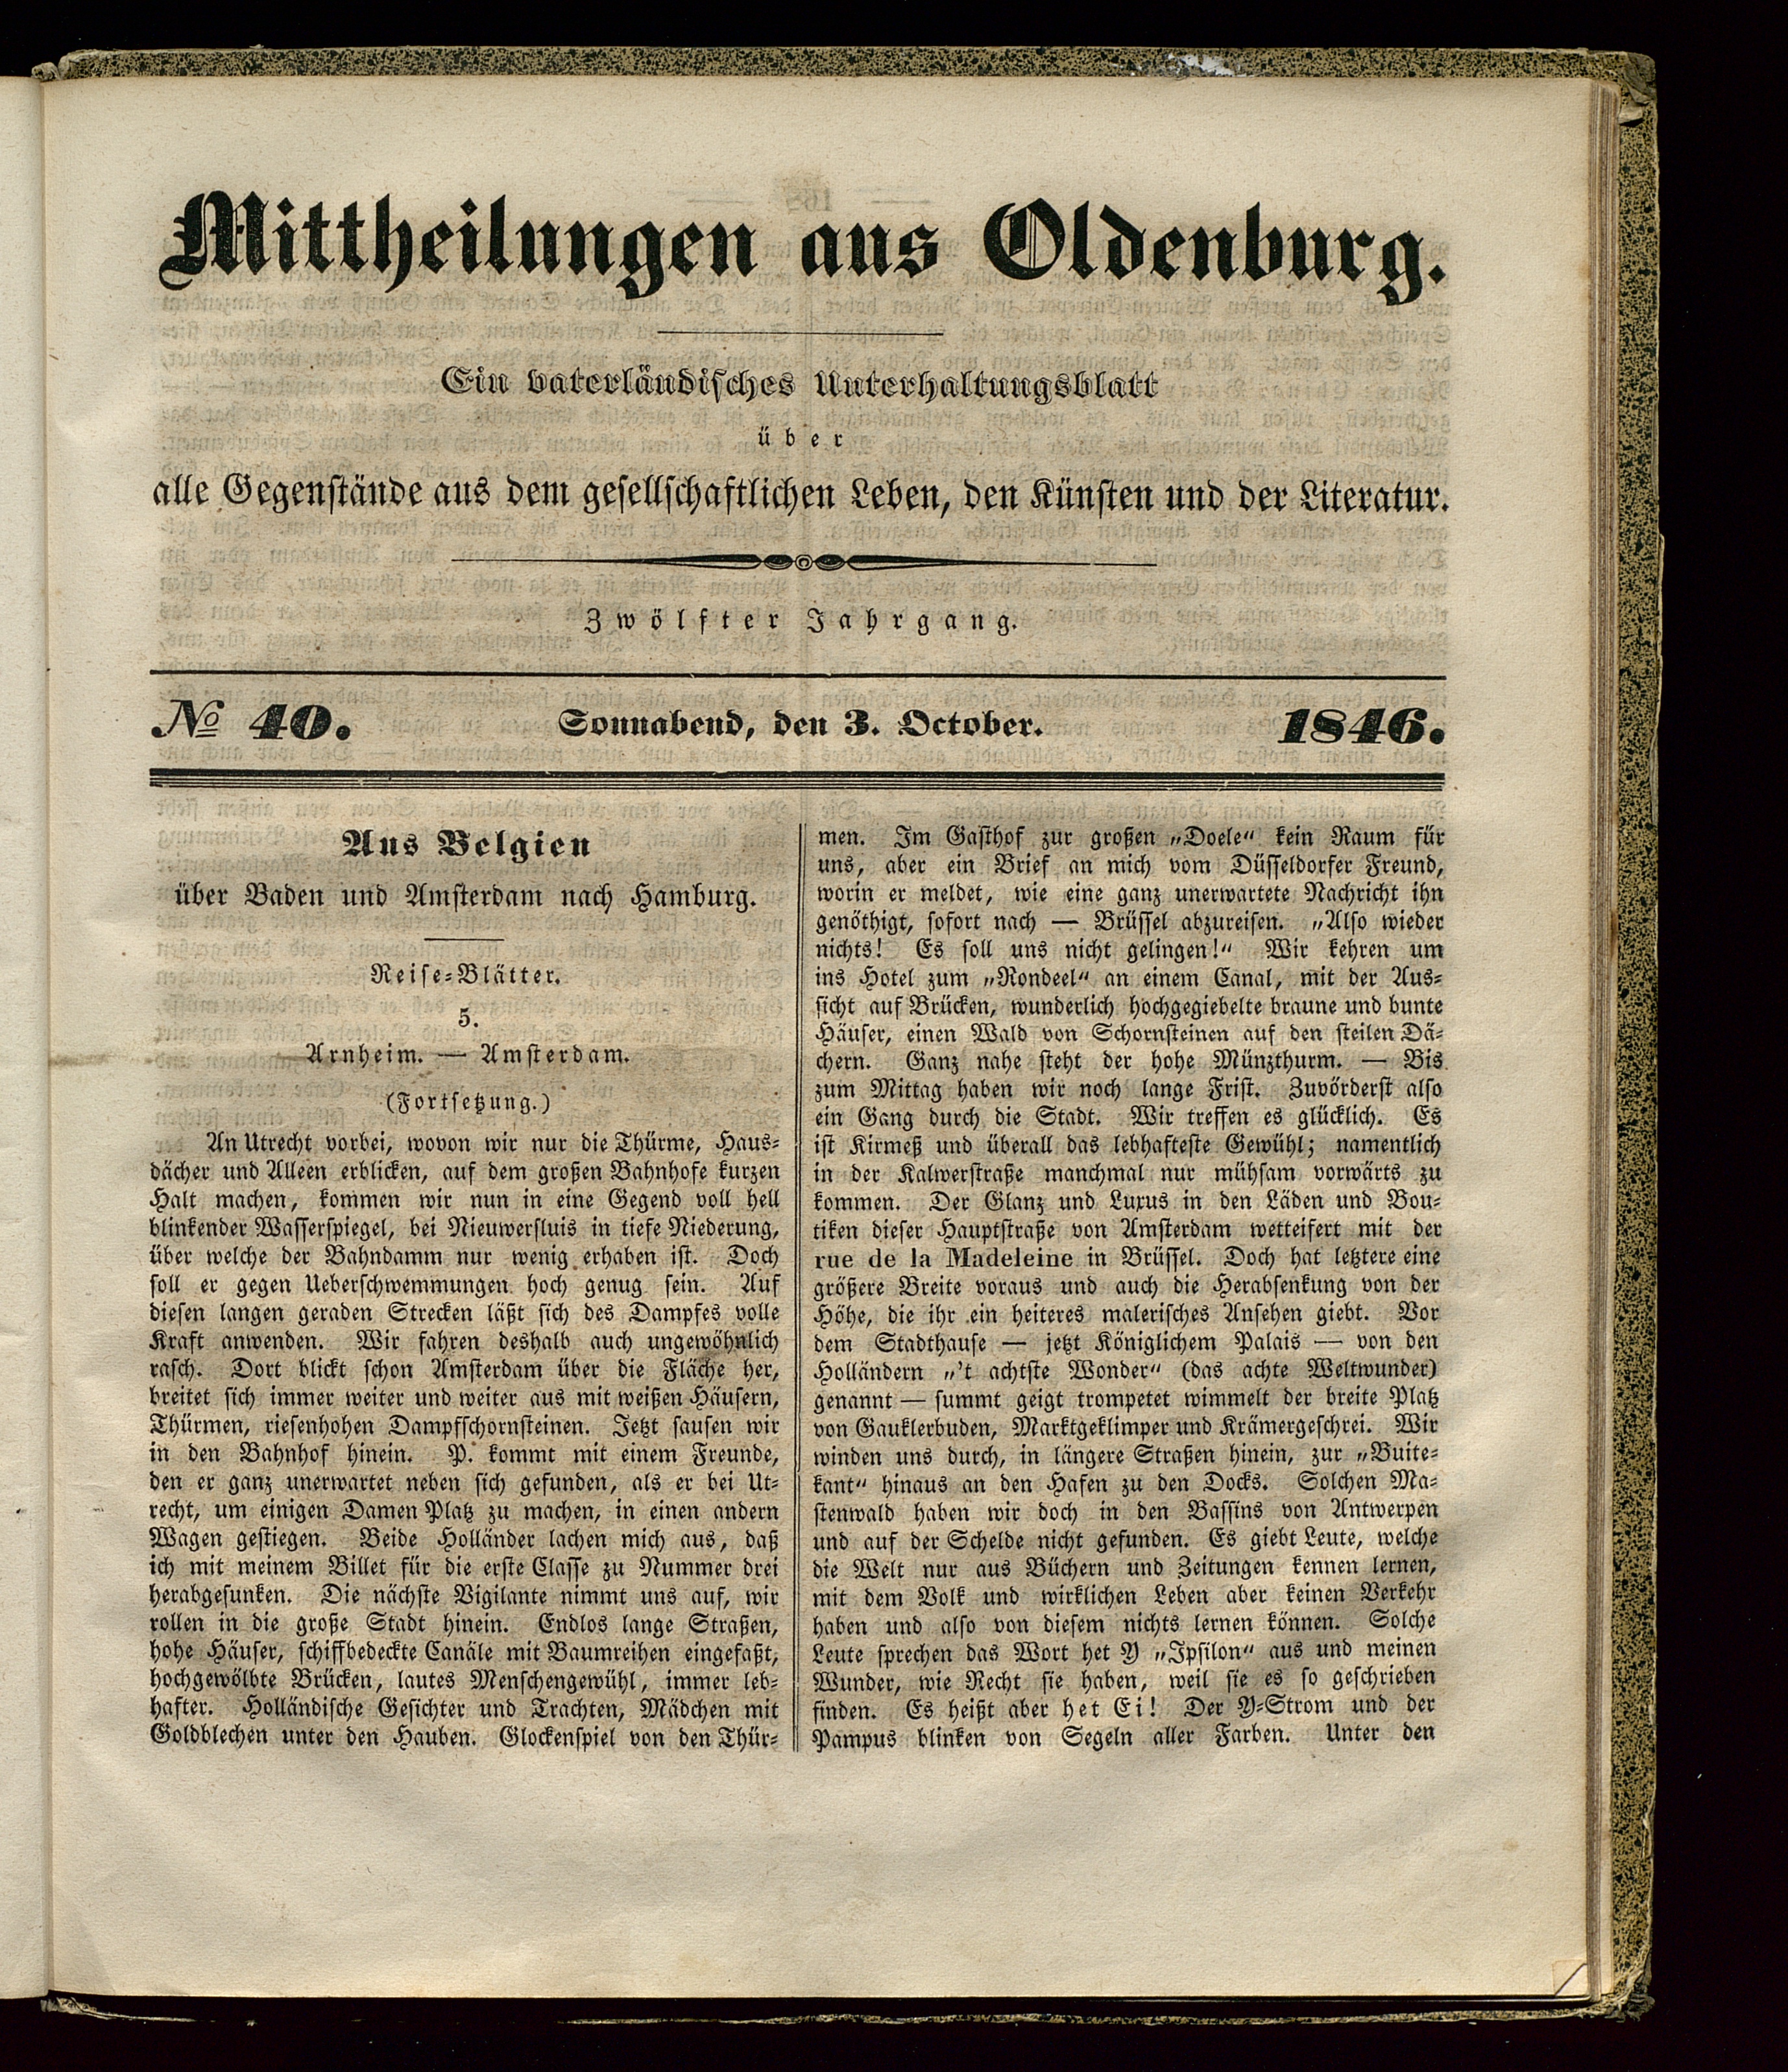 Mittheilungen aus Oldenburg.
Ein vaterländisches Unterhaltungsblatt
über
alle Gegenstände aus dem gesellschaftlichen Leben, den Künsten und der Literatur.
Zwölfter Jahrgang.
№ 40. Sonnabend, den 3. October. 1846.
Aus Belgien
über Baden und Amsterdam nach Hamburg.
Reise-Blätter.
5.
Arnheim. — Amsterdam.
(Fortsetzung.)
An Utrecht vorbei, wovon wir nur die Thürme, Haus-
dächer und Alleen erblicken, auf dem großen Bahnhofe kurzen
Halt machen, kommen wir nun in eine Gegend voll hell
blinkender Wasserspiegel, bei Nieuwersluis in tiefe Niederung,
über welche der Bahndamm nur wenig erhaben ist. Doch
soll er gegen Ueberschwemmungen hoch genug sein. Auf
diesen langen geraden Strecken läßt sich des Dampfes volle
Kraft anwenden. Wir fahren deshalb auch ungewöhnlich
rasch. Dort blickt schon Amsterdam über die Fläche her,
breitet sich immer weiter und weiter aus mit weißen Häusern,
Thürmen, riesenhohen Dampfschornsteinen. Jetzt sausen wir
in den Bahnhof hinein. P. kommt mit einem Freunde,
den er ganz unerwartet neben sich gefunden, als er bei Ut-
recht, um einigen Damen Platz zu machen, in einen andern
Wagen gestiegen. Beide Holländer lachen mich aus, daß
ich mit meinem Billet für die erste Classe zu Nummer drei
herabgesunken. Die nächste Vigilante nimmt uns auf, wir
rollen in die große Stadt hinein. Endlos lange Straßen,
hohe Häuser, schiffbedeckte Canäle mit Baumreihen eingefaßt,
hochgewölbte Brücken, lautes Menschengewühl, immer leb-
hafter. Holländische Gesichter und Trachten, Mädchen mit
Goldblechen unter den Hauben. Glockenspiel von den Thür-
men. Im Gasthof zur großen „Doele“ kein Raum für
uns, aber ein Brief an mich vom Düsseldorfer Freund,
worin er meldet, wie eine ganz unerwartete Nachricht ihn
genöthigt, sofort nach — Brüssel abzureisen. „Also wieder
nichts! Es soll uns nicht gelingen!“ Wir kehren um
ins Hotel zum „Rondeel“ an einem Canal, mit der Aus-
sicht auf Brücken, wunderlich hochgegiebelte braune und bunte
Häuser, einen Wald von Schornsteinen auf den steilen Dä-
chern. Ganz nahe steht der hohe Münzthurm. — Bis
zum Mittag haben wir noch lange Frist. Zuvörderst also
ein Gang durch die Stadt. Wir treffen es glücklich. Es
ist Kirmeß und überall das lebhafteste Gewühl; namentlich
in der Kalwerstraße manchmal nur mühsam vorwärts zu
kommen. Der Glanz und Luxus in den Läden und Bou-
tiken dieser Hauptstraße von Amsterdam wetteifert mit der
rue de la Madeleine in Brüssel. Doch hat letztere eine
größere Breite voraus und auch die Herabsenkung von der
Höhe, die ihr ein heiteres malerisches Ansehen giebt. Vor
dem Stadthause — jetzt Königlichem Palais — von den
Holländern „'t achtste Wonder“ (das achte Weltwunder)
genannt — summt geigt trompetet wimmelt der breite Platz
von Gauklerbuden, Marktgeklimper und Krämergeschrei. Wir
winden uns durch, in längere Straßen hinein, zur „Buite-
kant“ hinaus an den Hafen zu den Docks. Solchen Ma-
stenwald haben wir doch in den Bassins von Antwerpen
und auf der Schelde nicht gefunden. Es giebt Leute, welche
die Welt nur aus Büchern und Zeitungen kennen lernen,
mit dem Volk und wirklichen Leben aber keinen Verkehr
haben und also von diesem nichts lernen können. Solche
Leute sprechen das Wort het Y „Ipsilon“ aus und meinen
Wunder, wie Recht sie haben, weil sie es so geschrieben
finden. Es heißt aber het Ei! Der Y-Strom und der
Pampus blinken von Segeln aller Farben. Unter den